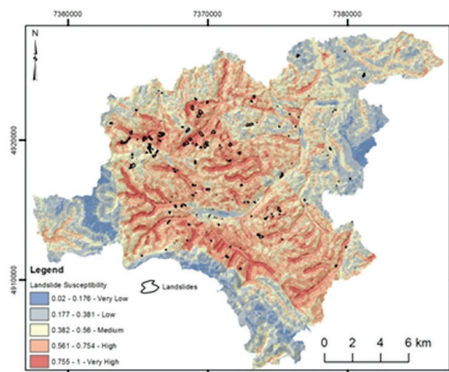 7360000 7370000 7380000
N
4920000
4910000
Legend
Landslide Susceptibility
Landslides
0.02 - 0.176 - Very Low
0.177 - 0.381 - Low
0.382 - 0.56 - Medium
0.561 - 0.754 - High
0.755 - 1 - Very High
0 2 4 6 km